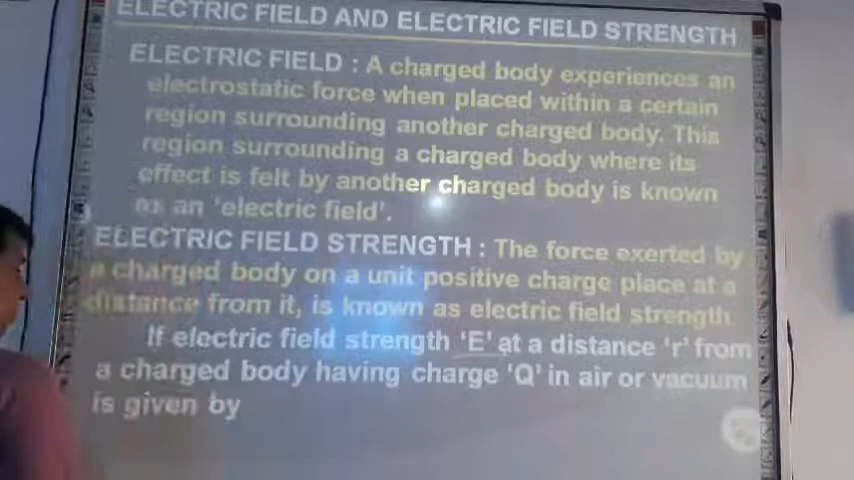 ELECTRIC FIELD AND ELECTRIC FIELD STRENGTH
ELECTRIC FIELD : A charged body experiences an
electrostatic force when placed within a certain
region surrounding another charged body. This
region surrounding a charged body where its
effect is felt by another charged body is known
as an 'electric field'.
ELECTRIC FIELD STRENGTH : The force exerted by
a charged body on a unit positive charge place at a
distance from it, is known as electric field strength.
If electric field strength 'E' at a distance 'r' from
a charged body having charge 'Q' in air or vacuum
is given by